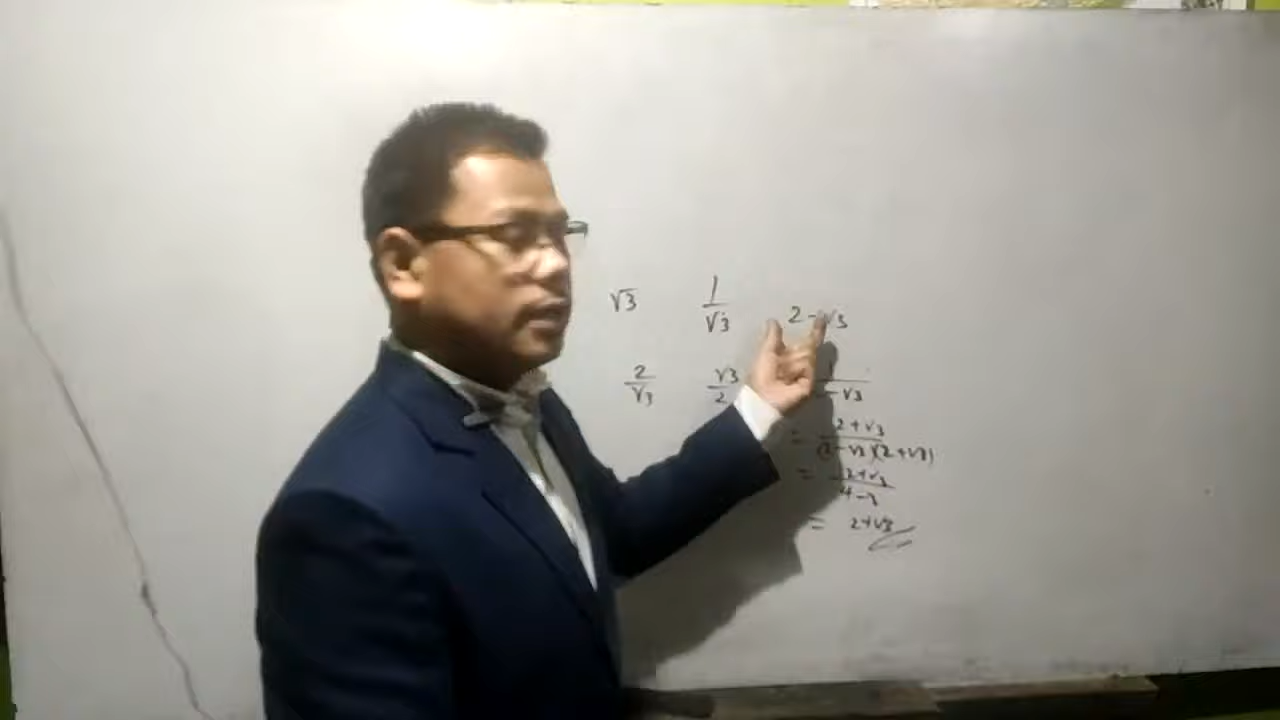 √3 1/√3 2-√3
2/√3 √3/2 1/-√3
= 2+√3/(2-√3)(2+√3)
= 2+√3/4-3
= 2+√3